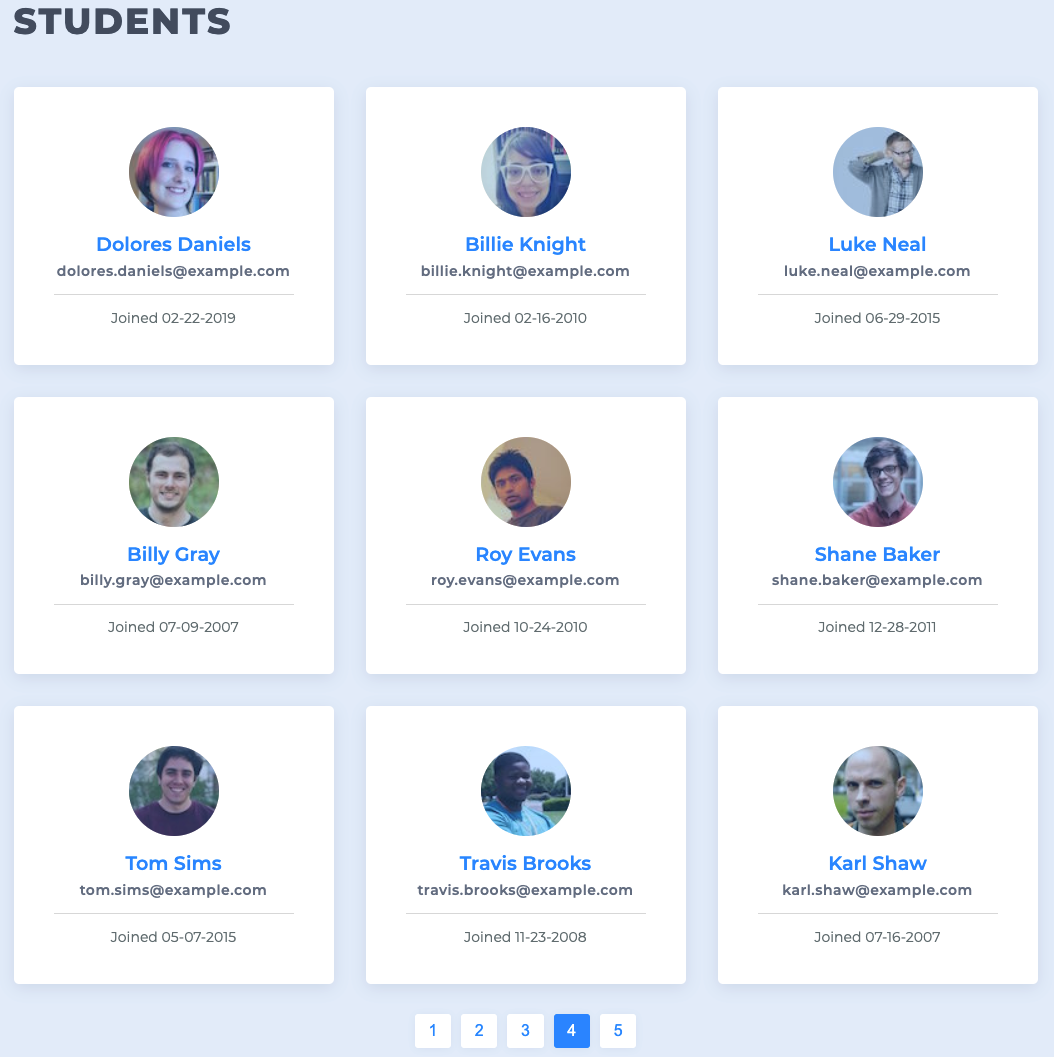 STUDENTS
Dolores Daniels
dolores.daniels@example.com
Joined 02-22-2019
Billie Knight
billie.knight@example.com
Joined 02-16-2010
Luke Neal
luke.neal@example.com
Joined 06-29-2015
Billy Gray
billy.gray@example.com
Joined 07-09-2007
Roy Evans
roy.evans@example.com
Joined 10-24-2010
Shane Baker
shane.baker@example.com
Joined 12-28-2011
Tom Sims
tom.sims@example.com
Joined 05-07-2015
Travis Brooks
travis.brooks@example.com
Joined 11-23-2008
Karl Shaw
karl.shaw@example.com
Joined 07-16-2007
1 2 3 4 5